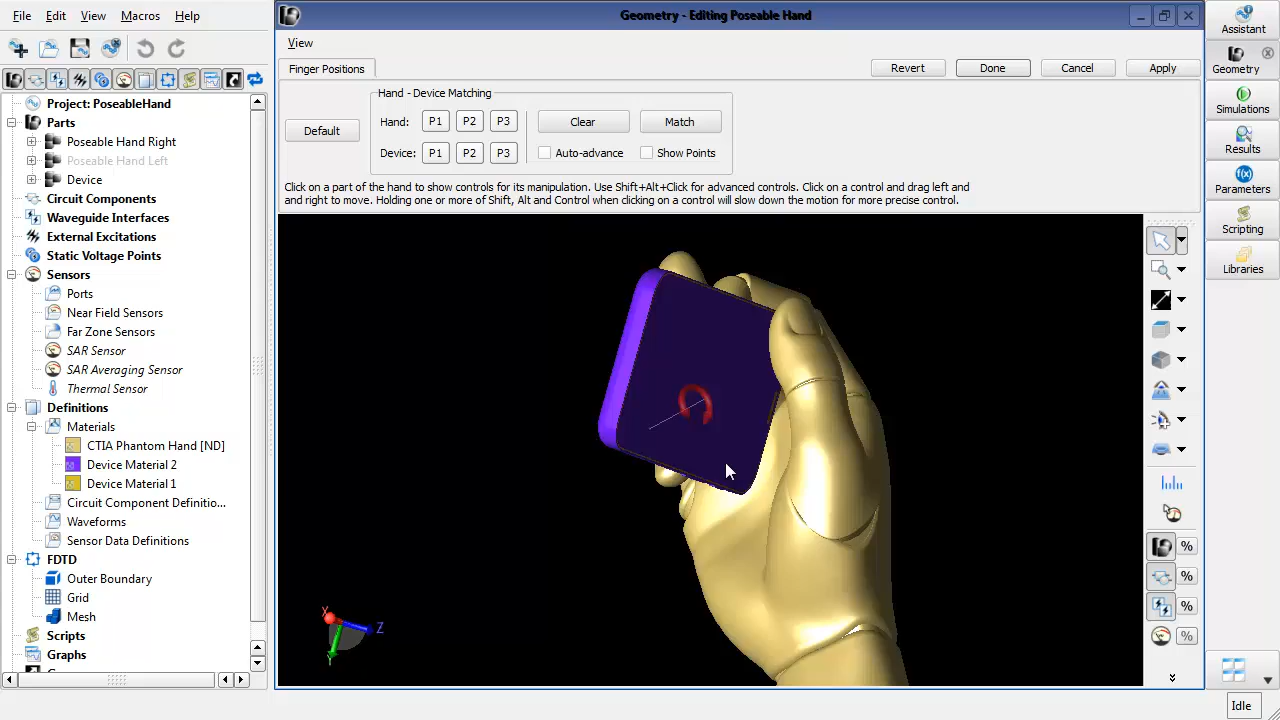 File Edit View Macros Help
Geometry - Editing Poseable Hand
View
Finger Positions
Revert Done Cancel Apply
Hand - Device Matching
Default
Hand: P1 P2 P3 Clear Match
Device: P1 P2 P3 Auto-advance Show Points
Click on a part of the hand to show controls for its manipulation. Use Shift+Alt+Click for advanced controls. Click on a control and drag left and
and right to move. Holding one or more of Shift, Alt and Control when clicking on a control will slow down the motion for more precise control.
Project: PoseableHand
Parts
Poseable Hand Right
Poseable Hand Left
Device
Circuit Components
Waveguide Interfaces
External Excitations
Static Voltage Points
Sensors
Ports
Near Field Sensors
Far Zone Sensors
SAR Sensor
SAR Averaging Sensor
Thermal Sensor
Definitions
Materials
CTIA Phantom Hand [ND]
Device Material 2
Device Material 1
Circuit Component Definitio...
Waveforms
Sensor Data Definitions
FDTD
Outer Boundary
Grid
Mesh
Scripts
Graphs
X
Y
Z
%
%
%
%
Assistant
Geometry
Simulations
Results
f(x)
Parameters
Scripting
Libraries
Idle